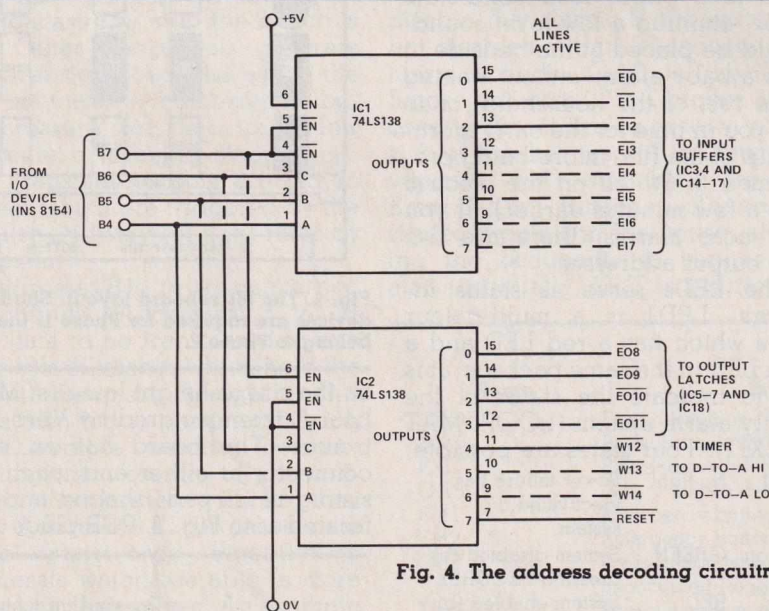 +5V
ALL
LINES
ACTIVE
6 EN
5 EN
4 EN
3 C
2 B
1 A
IC1
74LS138
OUTPUTS
15 EI0
1 14 EI1
2 13 EI2
3 12 EI3
4 EI4
5 10 EI5
6 9 EI6
7 7 EI7
TO INPUT
BUFFERS
(IC3,4 AND
IC14–17)
FROM
I/O
DEVICE
(INS 8154)
B7
B6
B5
B4
6 EN
5 EN
4 EN
3
2 B
1 A
IC2
74LS138
OUTPUTS
0 15 EO8
1 14 EO9
2 13 EO10
3 12 EO11
11 W12 TO TIMER
5 10 W13 TO D–TO–A HI
6 9 W14 TO D–TO–A LO
7 7 RESET
TO OUTPUT
LATCHES
(IC5–7 AND
IC18)
0V
Fig. 4. The address decoding circuitr